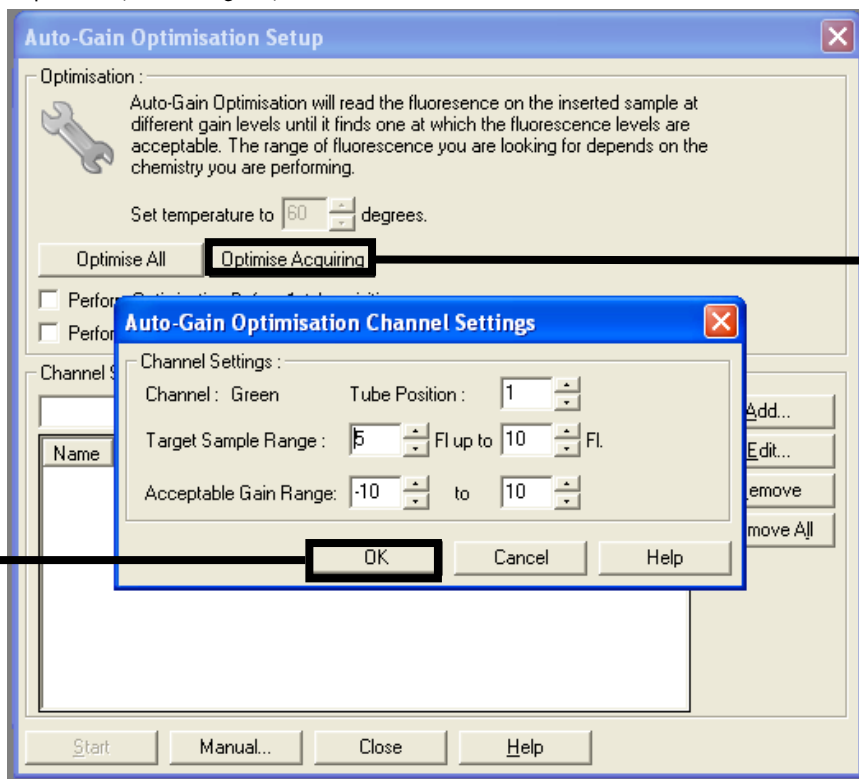 Auto-Gain Optimisation Setup
Optimisation :
Auto-Gain Optimisation will read the fluoresence on the inserted sample at
different gain levels until it finds one at which the fluorescence levels are
acceptable. The range of fluorescence you are looking for depends on the
chemistry you are performing.
Set temperature to 60 degrees.
Optimise All Optimise Acquiring
Auto-Gain Optimisation Channel Settings
Channel Settings :
Channel : Green Tube Position : 1
Target Sample Range : 5 Fl up to 10 Fl.
Acceptable Gain Range: -10 to 10
OK Cancel Help
Channel
Name
Add...
Edit...
Start Manual... Close Help